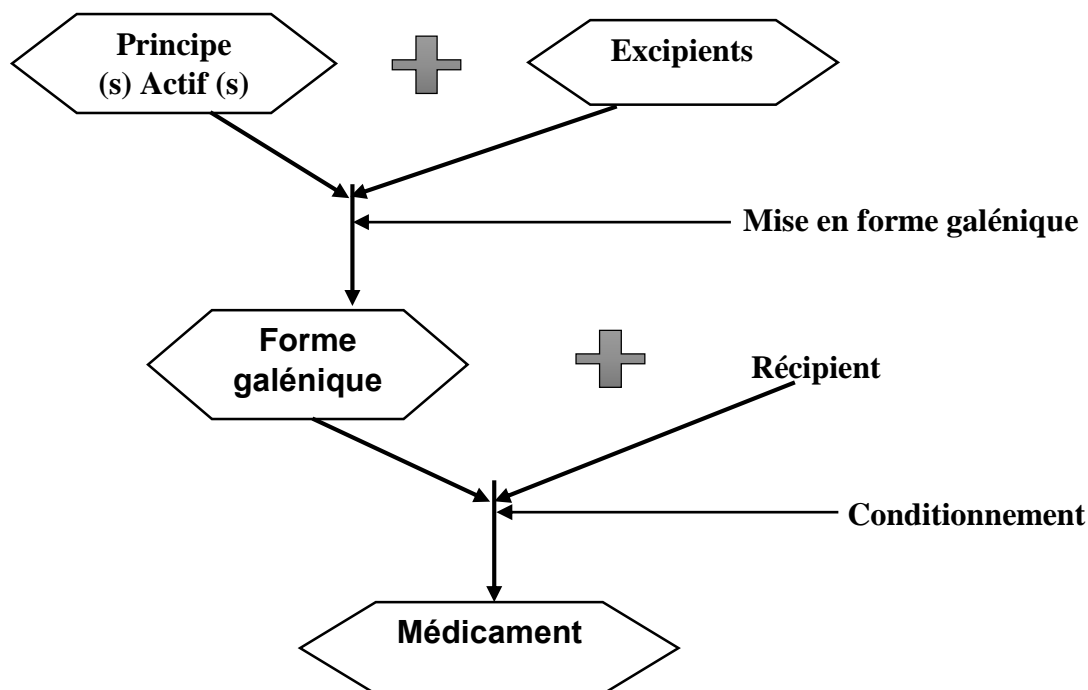 Principe
(s) Actif (s)
Excipients
Mise en forme galénique
Forme
galénique
Récipient
Conditionnement
Médicament